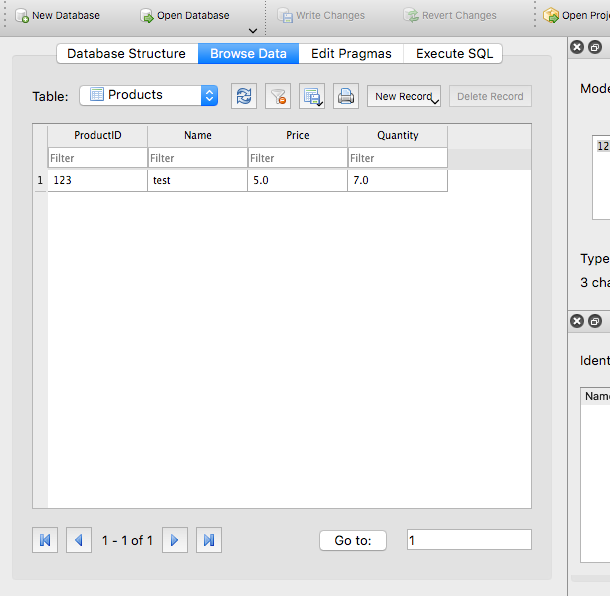 New Database Open Database Write Changes Revert Changes Open
Database Structure Browse Data Edit Pragmas Execute SQL
Table: Products New Record Delete Record
ProductID Name Price Quantity
Filter Filter Filter Filter
1 123 test 5.0 7.0
1 - 1 of 1 Go to: 1
Mode
12
Type
3 cha
Ident
Name